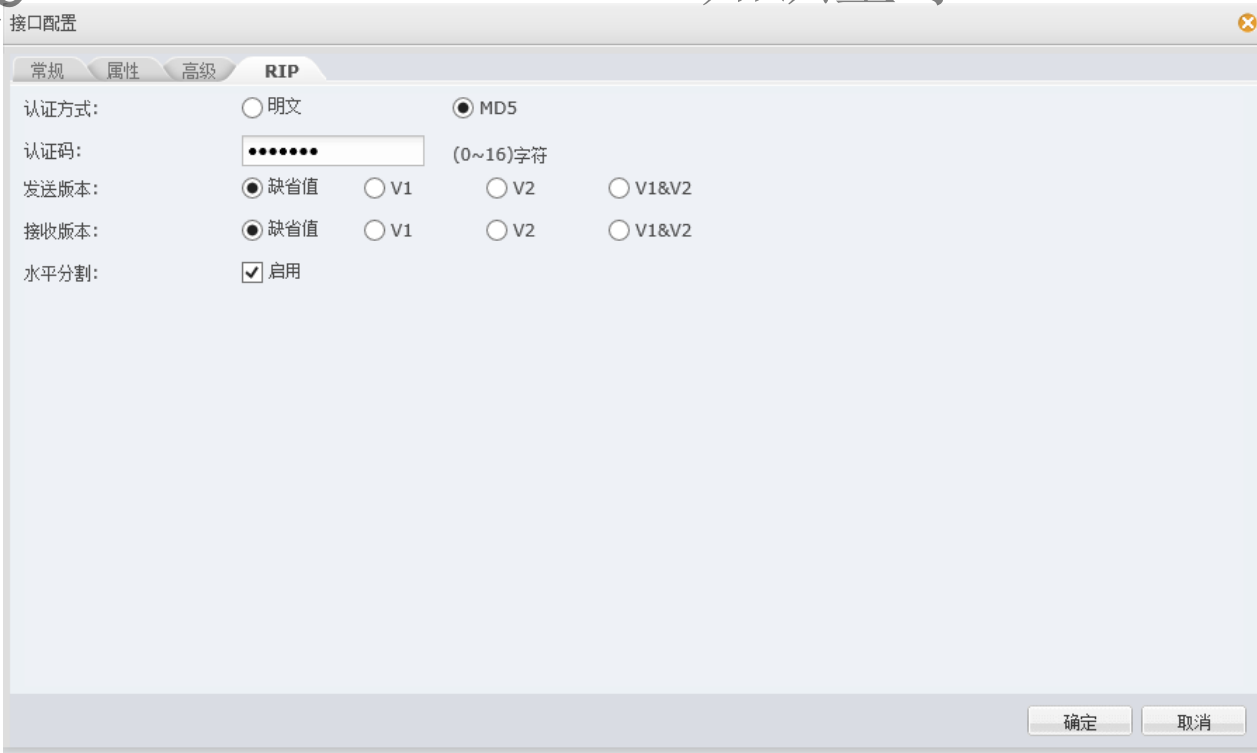 接口配置
常规 属性 高级 RIP
认证方式: 明文 MD5
认证码: ••••••• (0~16)字符
发送版本: 缺省值 V1 V2 V1&V2
接收版本: 缺省值 V1 V2 V1&V2
水平分割: 启用
确定 取消